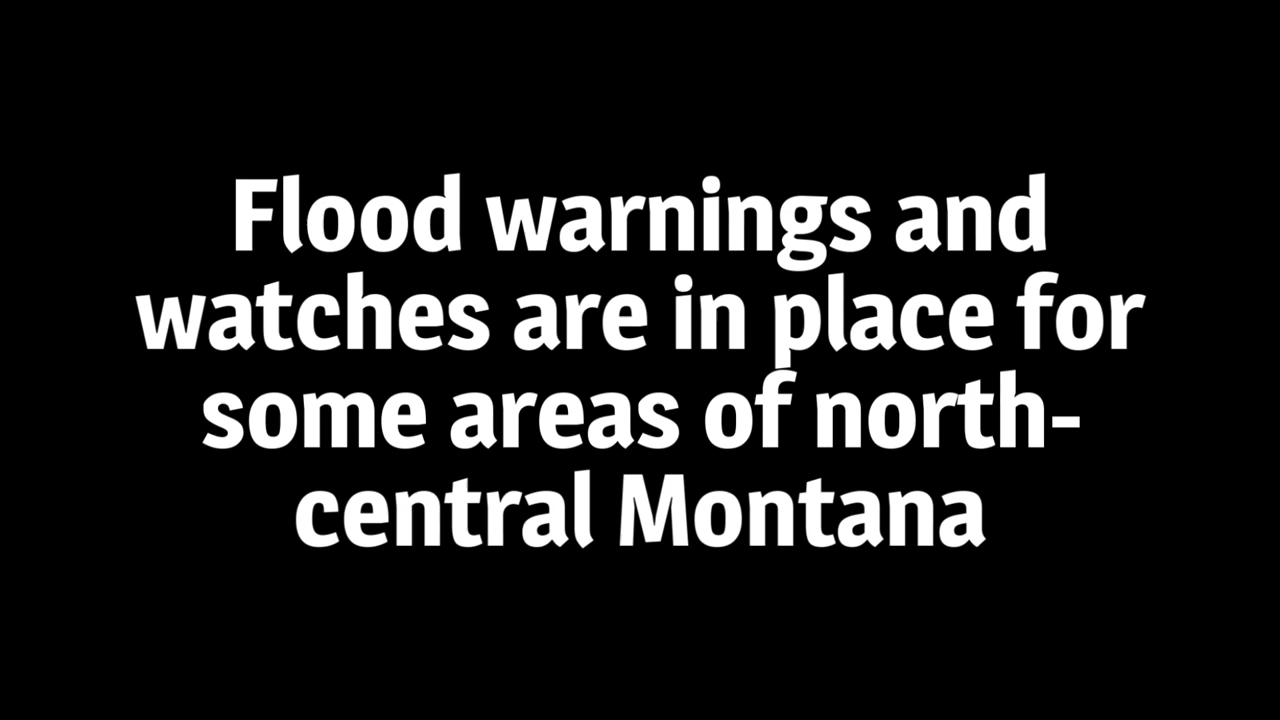 Flood warnings and
watches are in place for
some areas of north-
central Montana